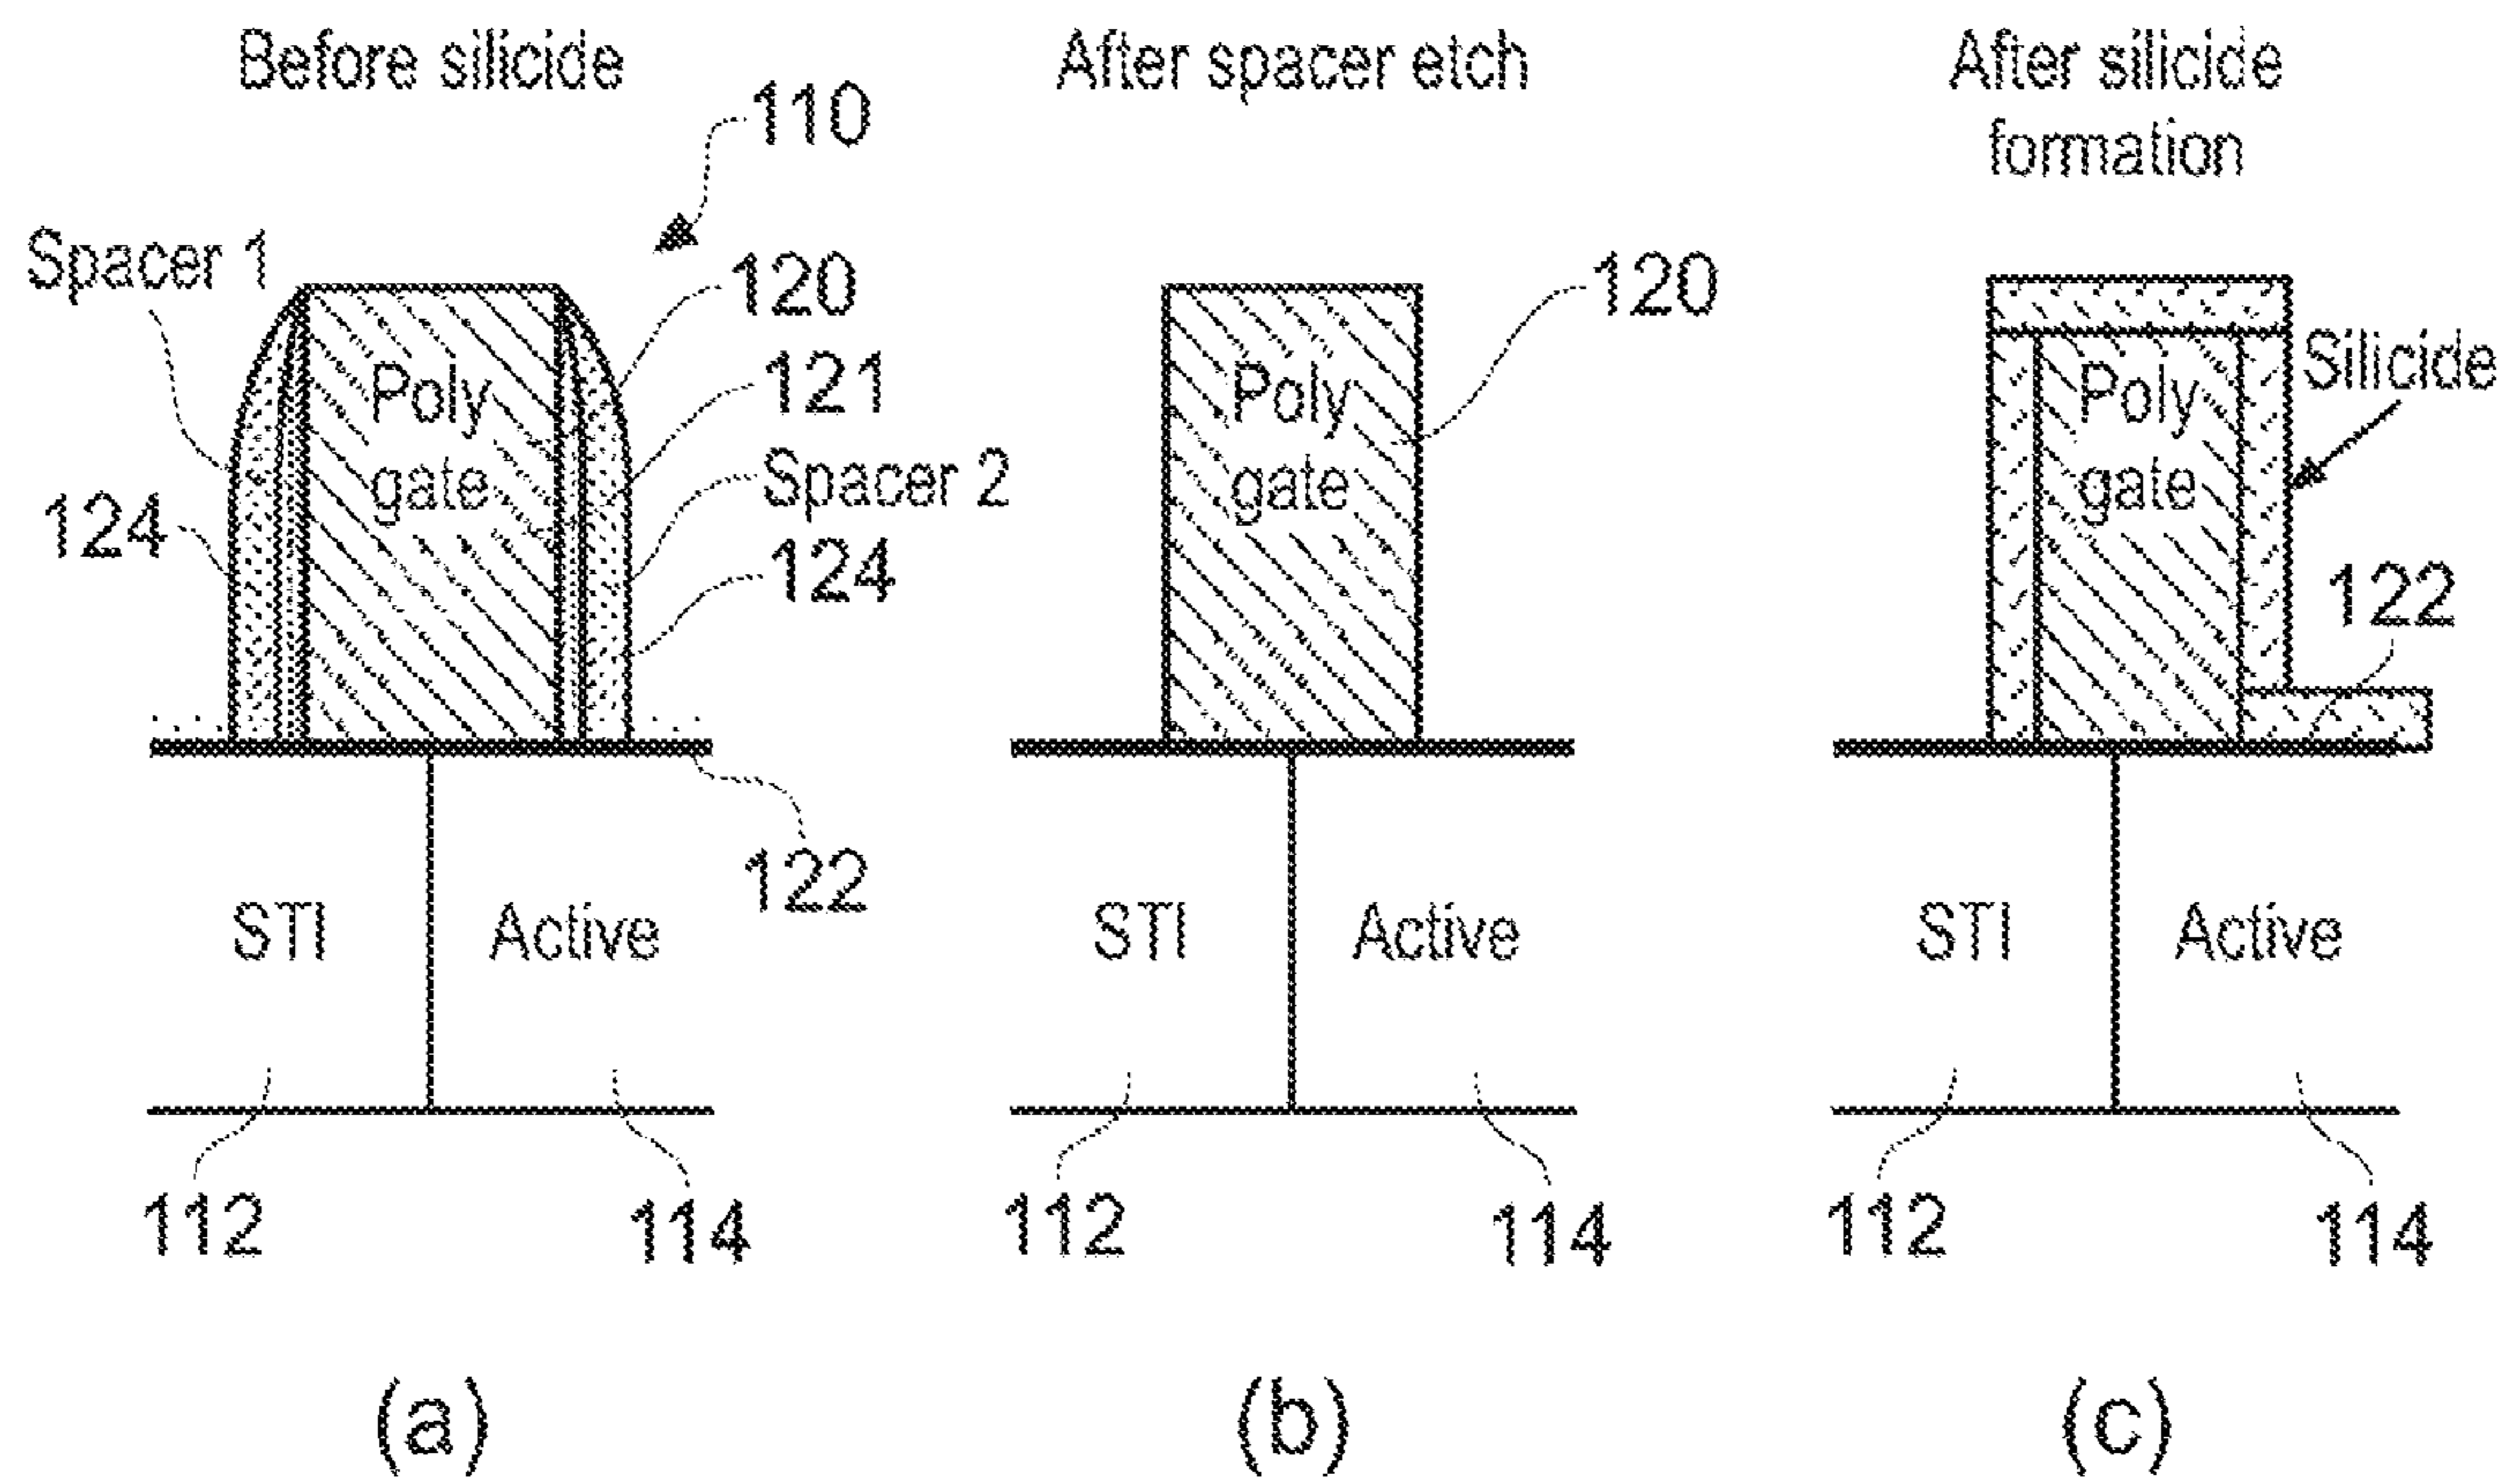 Before silicide
After spacer etch
After silicide
formation
110
Spacer 1
120
121
Spacer 2
124
124
Poly
gate
122
STI
Active
112
114
(a)
120
Poly
gate
STI
Active
112
114
(b)
Silicide
Poly
gate
122
STI
Active
112
114
(c)